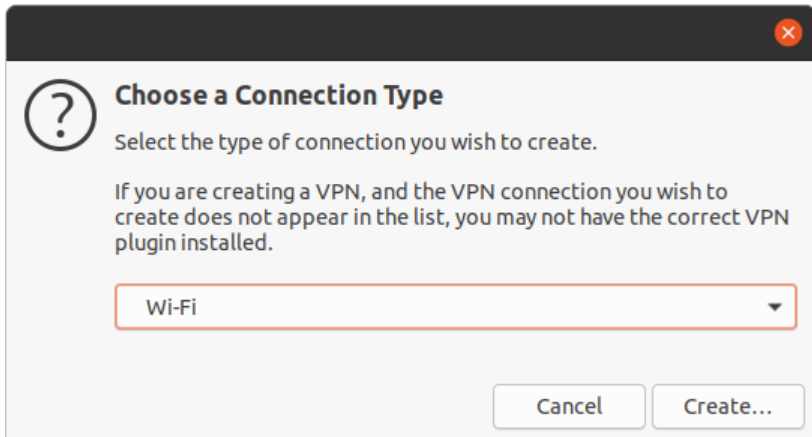 Choose a Connection Type
Select the type of connection you wish to create.
If you are creating a VPN, and the VPN connection you wish to
create does not appear in the list, you may not have the correct VPN
plugin installed.
Wi-Fi
Cancel
Create…